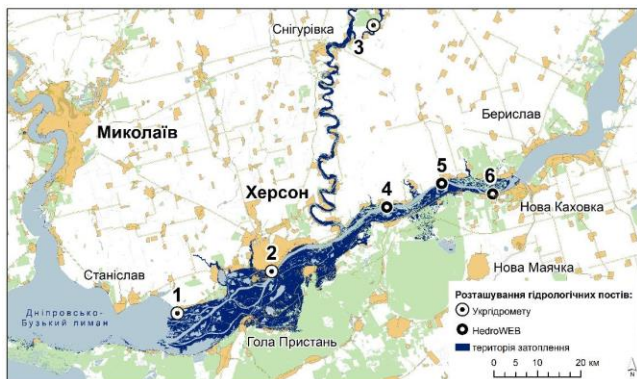 Снігурівка
3
Берислав
Миколаїв
5
6
Херсон
4
Нова Каховка
2
Станіслав
Нова Маячка
1
Дніпровсько-
Бузький лиман
Гола Пристань
Розташування гідрологічних постів:
Укргідромету
HedroWEB
територія затоплення
0 5 10 20
км
N